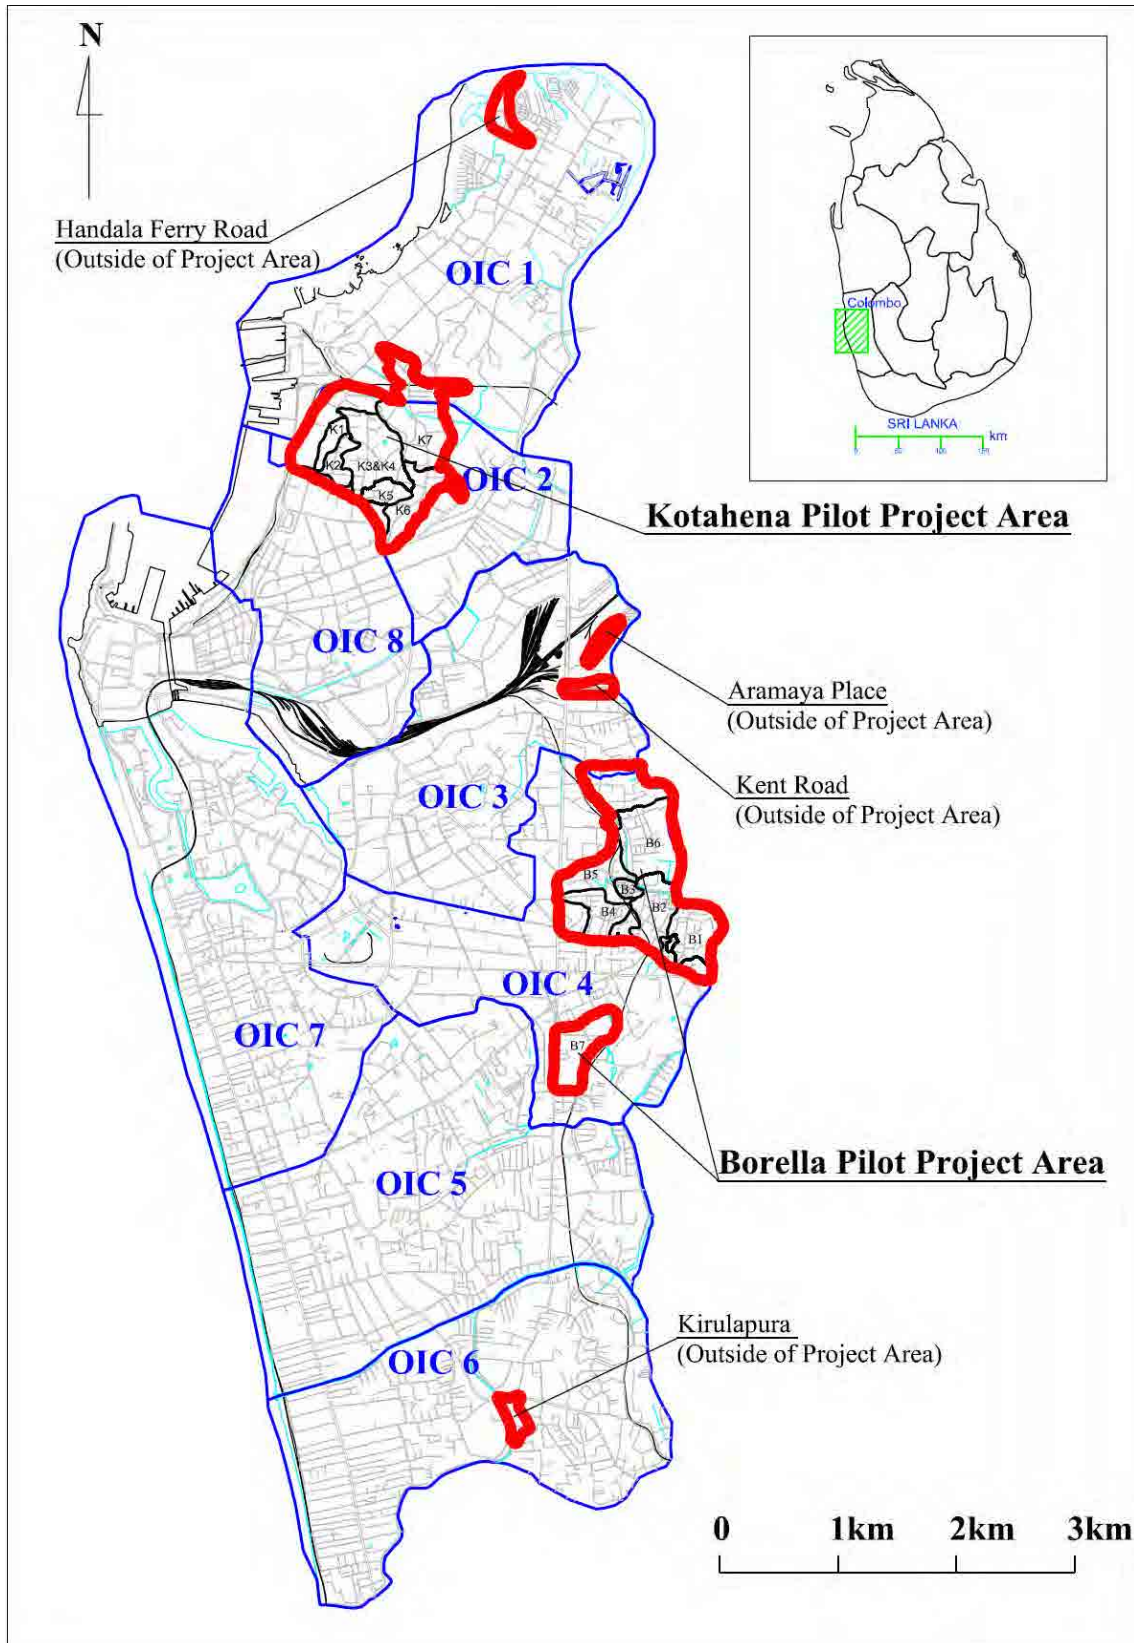 N
Handala Ferry Road
(Outside of Project Area)
OIC 1
Colombo
SRI LANKA
km
0
50
100
K1
K2
K3&K4
K7
K5
K6
OIC 2
Kotahena Pilot Project Area
OIC 8
Aramaya Place
(Outside of Project Area)
Kent Road
(Outside of Project Area)
OIC 3
B6
B5
B3
B4
B2
B1
OIC 4
OIC 7
B7
Borella Pilot Project Area
OIC 5
Kirulapura
(Outside of Project Area)
OIC 6
0 1km 2km 3km